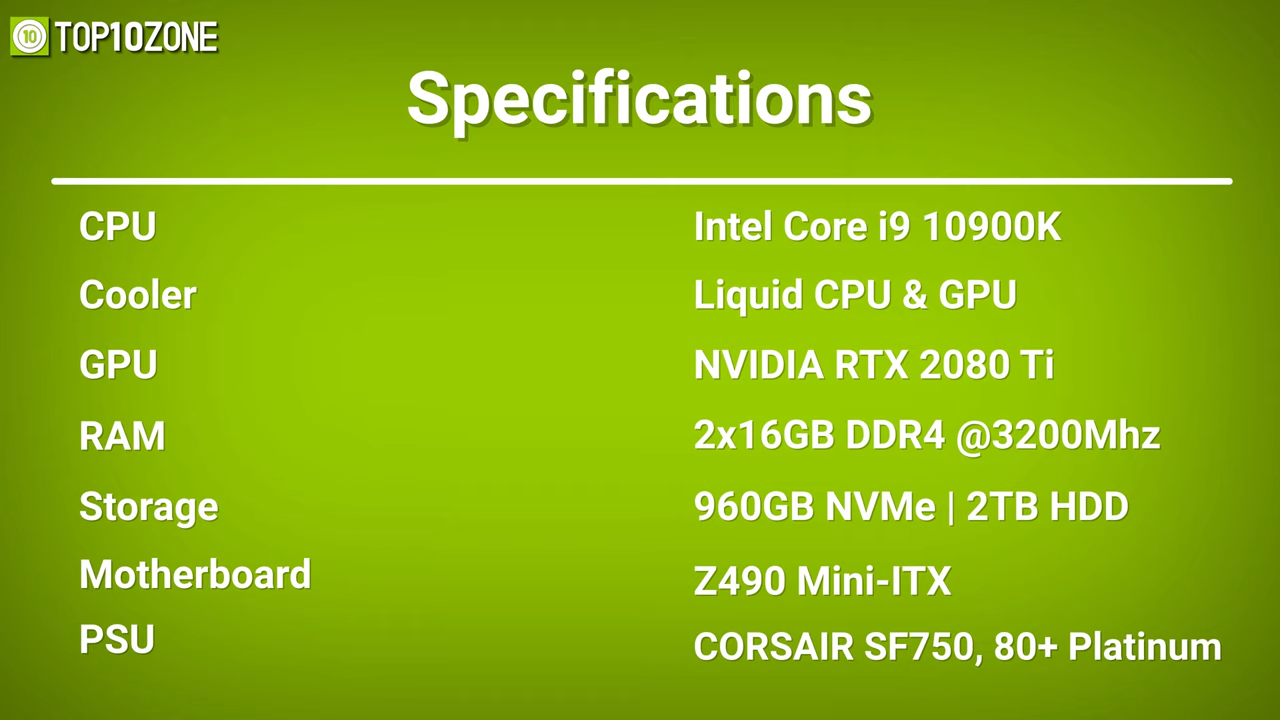 10 TOP10ZONE
Specifications
CPU Intel Core i9 10900K
Cooler Liquid CPU & GPU
GPU NVIDIA RTX 2080 Ti
RAM 2x16GB DDR4 @3200Mhz
Storage 960GB NVMe | 2TB HDD
Motherboard Z490 Mini-ITX
PSU CORSAIR SF750, 80+ Platinum